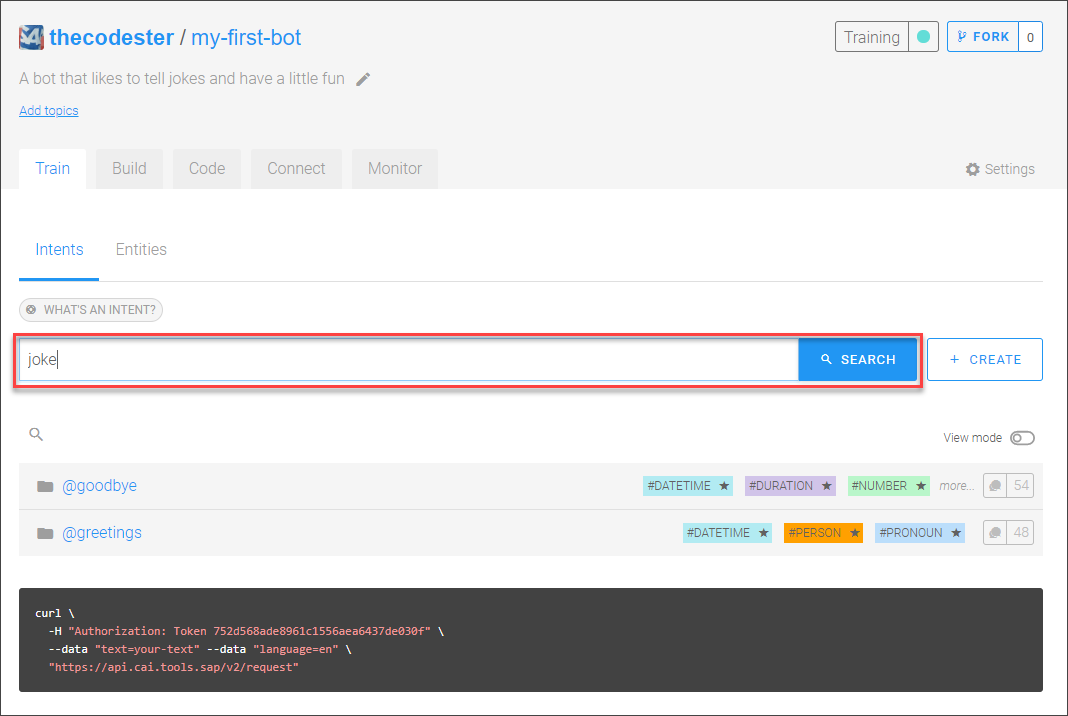 thecodester / my-first-bot
Training
FORK 0
A bot that likes to tell jokes and have a little fun
Add topics
Train Build Code Connect Monitor
Settings
Intents Entities
WHAT'S AN INTENT?
joke SEARCH + CREATE
View mode
@goodbye #DATETIME ★ #DURATION ★ #NUMBER ★ more... 54
@greetings #DATETIME ★ #PERSON ★ #PRONOUN ★ 48
curl \
-H "Authorization: Token 752d568ade8961c1556aea6437de030f" \
--data "text=your-text" --data "language=en" \
"https://api.cai.tools.sap/v2/request"